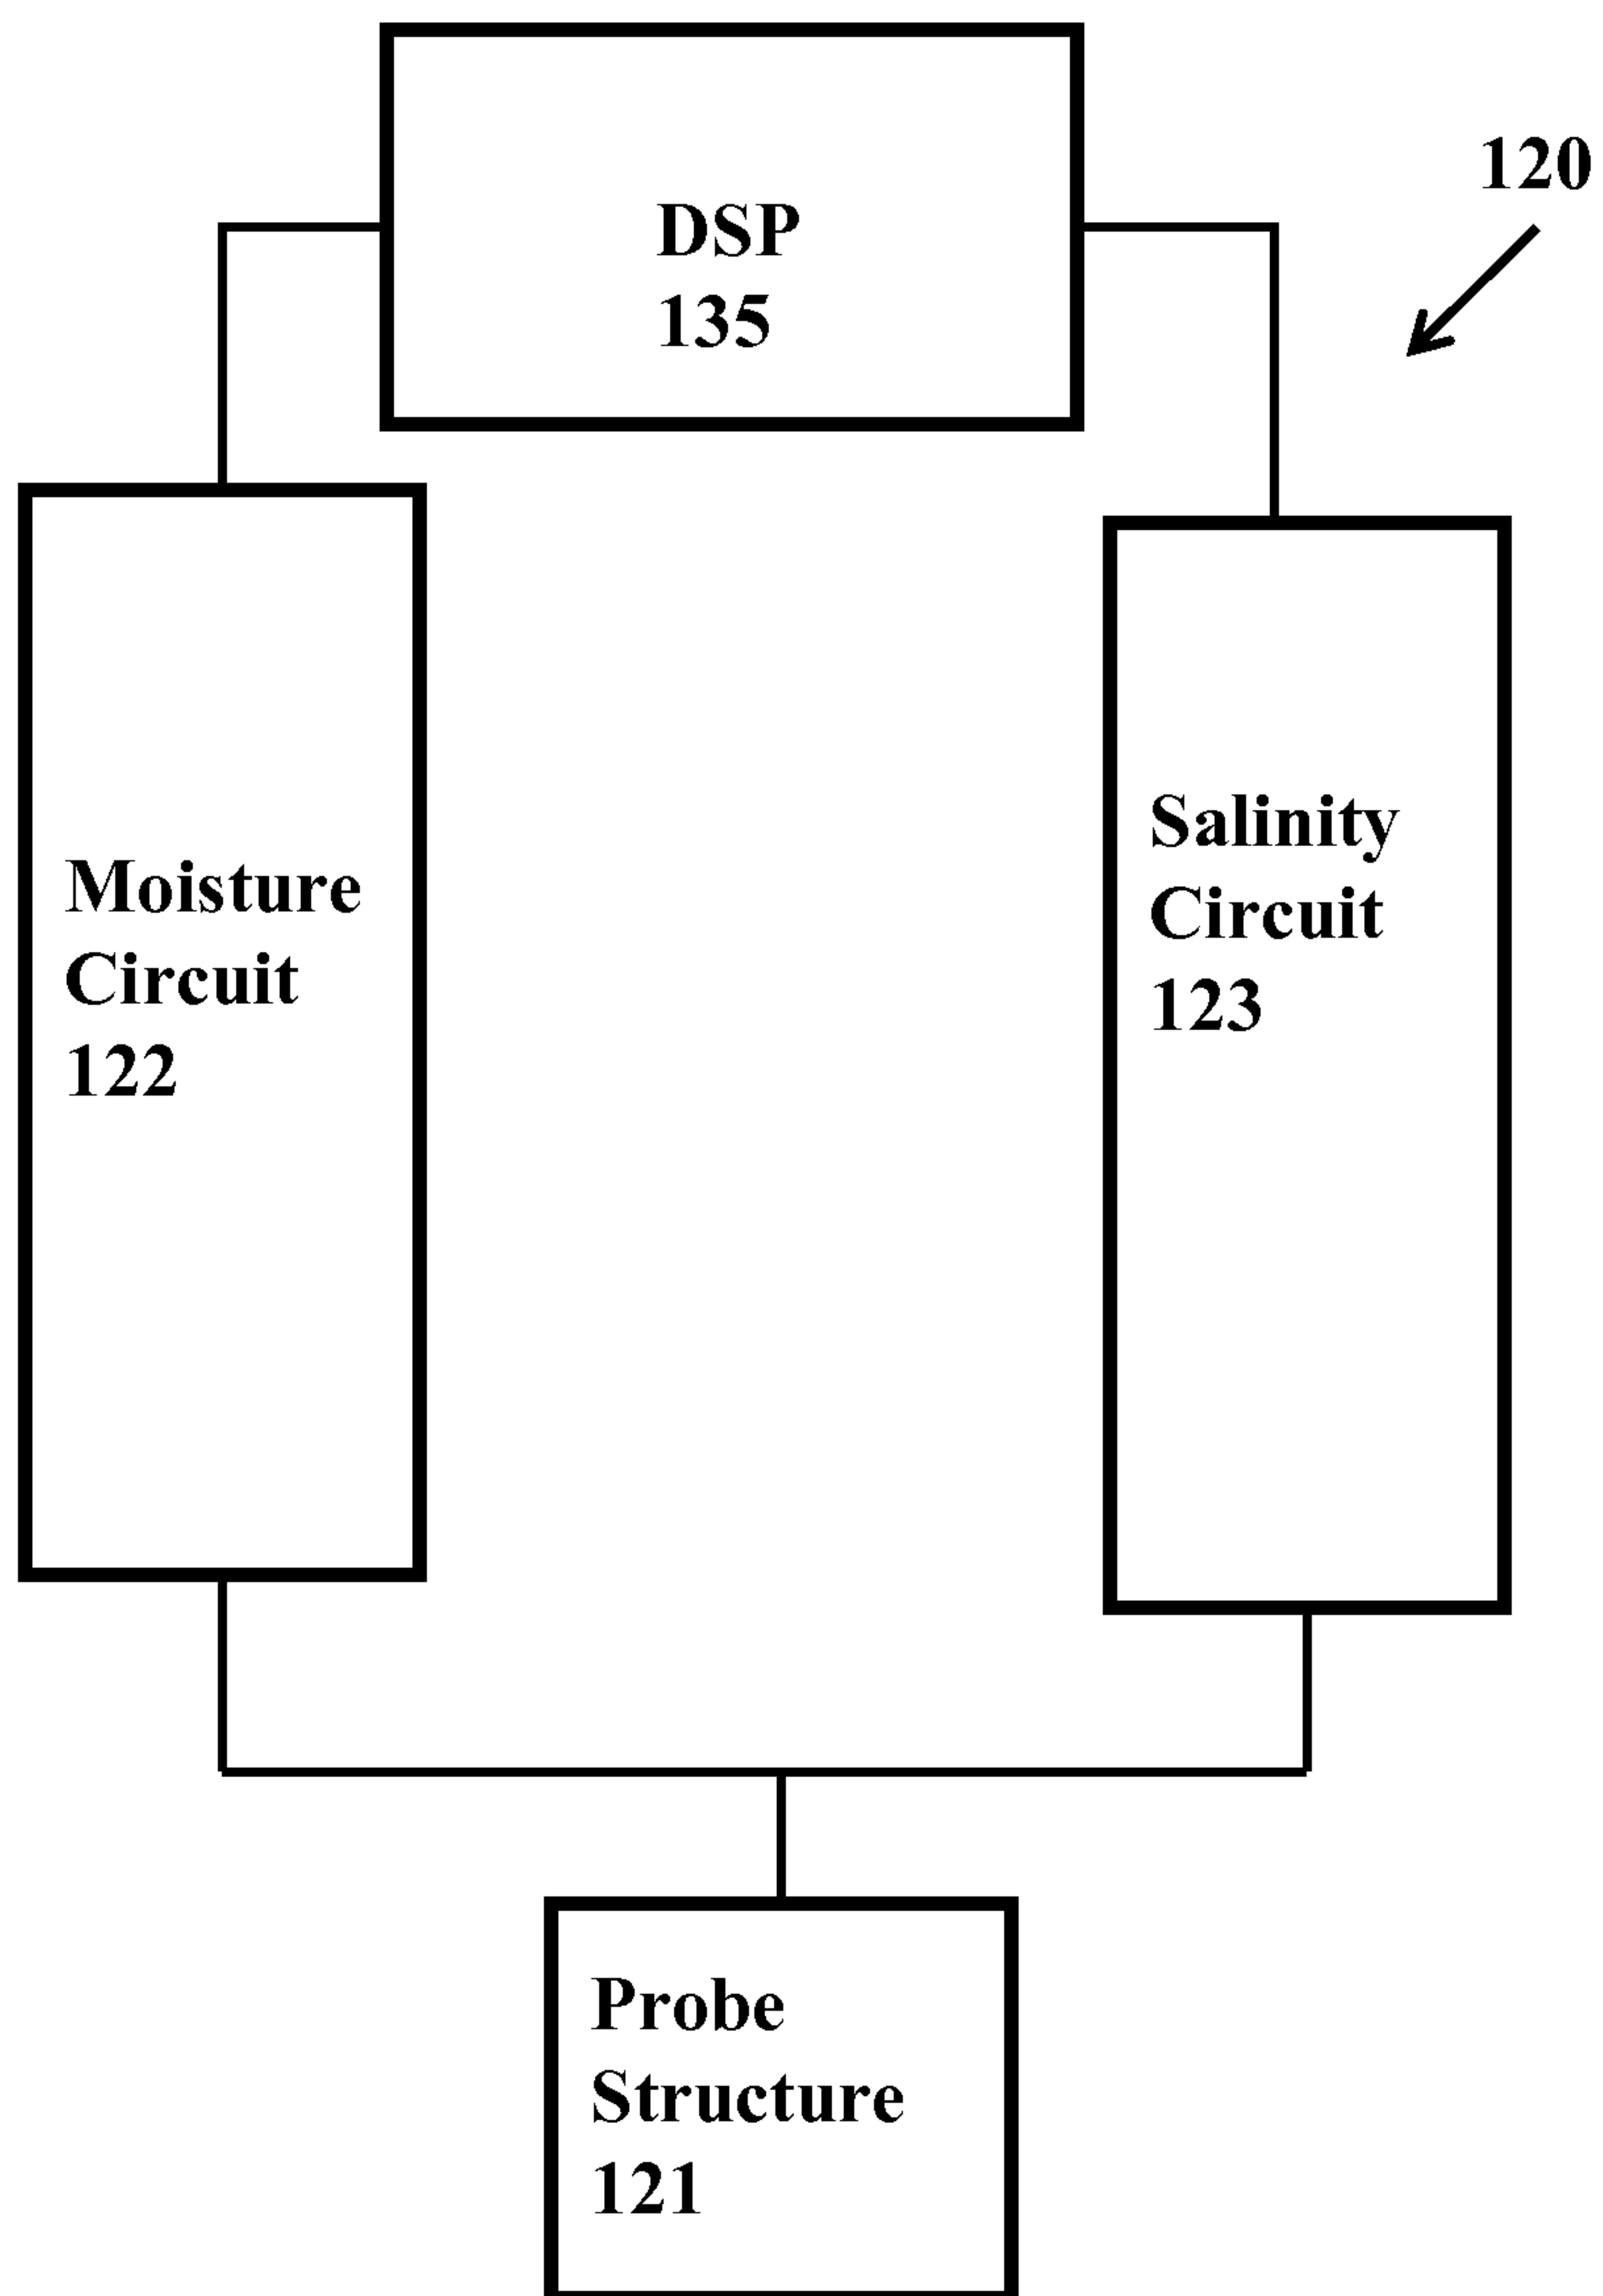 DSP
135
120
Moisture
Circuit
122
Salinity
Circuit
123
Probe
Structure
121